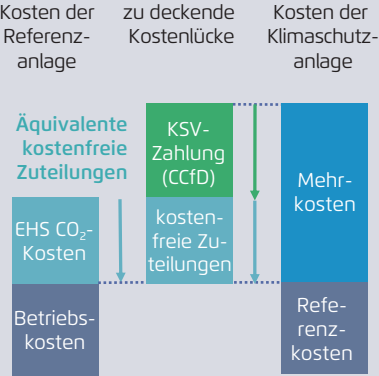 Kosten der
Referenz-
anlage
zu deckende
Kostenlücke
Kosten der
Klimaschutz-
anlage
Äquivalente
kostenfreie
Zuteilungen
EHS CO₂-
Kosten
Betriebs-
kosten
KSV-
Zahlung
(CCfD)
kosten-
freie Zu-
teilungen
Mehr-
kosten
Refe-
renz-
kosten